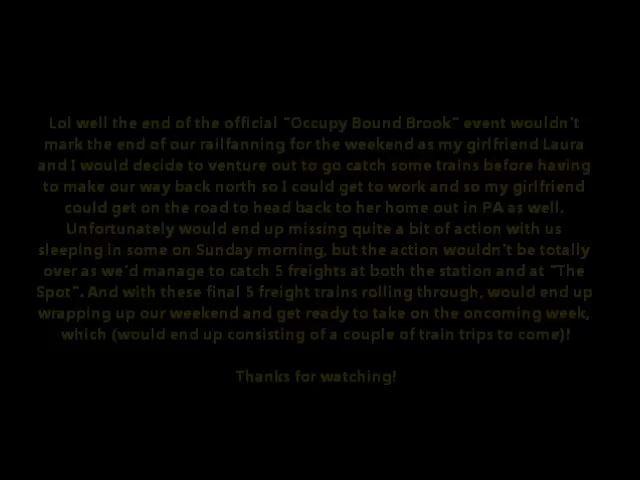 Lol well the end of the official "Occupy Bound Brook" event wouldn't
mark the end of our railfanning for the weekend as my girlfriend Laura
and I would decide to venture out to go catch some trains before having
to make our way back north so I could get to work and so my girlfriend
could get on the road to head back to her home out in PA as well.
Unfortunately would end up missing quite a bit of action with us
sleeping in some on Sunday morning, but the action wouldn't be totally
over as we'd manage to catch 5 freights at both the station and at "The
Spot". And with these final 5 freight trains rolling through, would end up
wrapping up our weekend and get ready to take on the oncoming week,
which (would end up consisting of a couple of train trips to come)!
Thanks for watching!